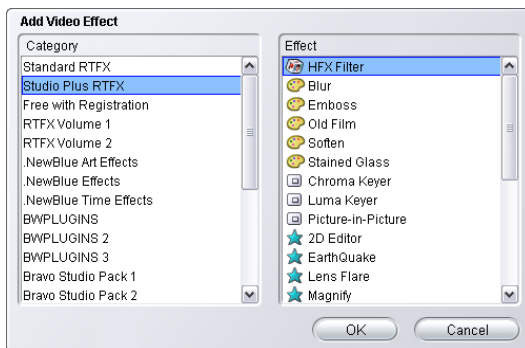 Add Video Effect
Category
Standard RTFX
Studio Plus RTFX
Free with Registration
RTFX Volume 1
RTFX Volume 2
.NewBlue Art Effects
.NewBlue Effects
.NewBlue Time Effects
BWPLUGINS
BWPLUGINS 2
BWPLUGINS 3
Bravo Studio Pack 1
Bravo Studio Pack 2
Effect
HFX Filter
Blur
Emboss
Old Film
Soften
Stained Glass
Chroma Keyer
Luma Keyer
Picture-in-Picture
2D Editor
EarthQuake
Lens Flare
Magnify
OK
Cancel